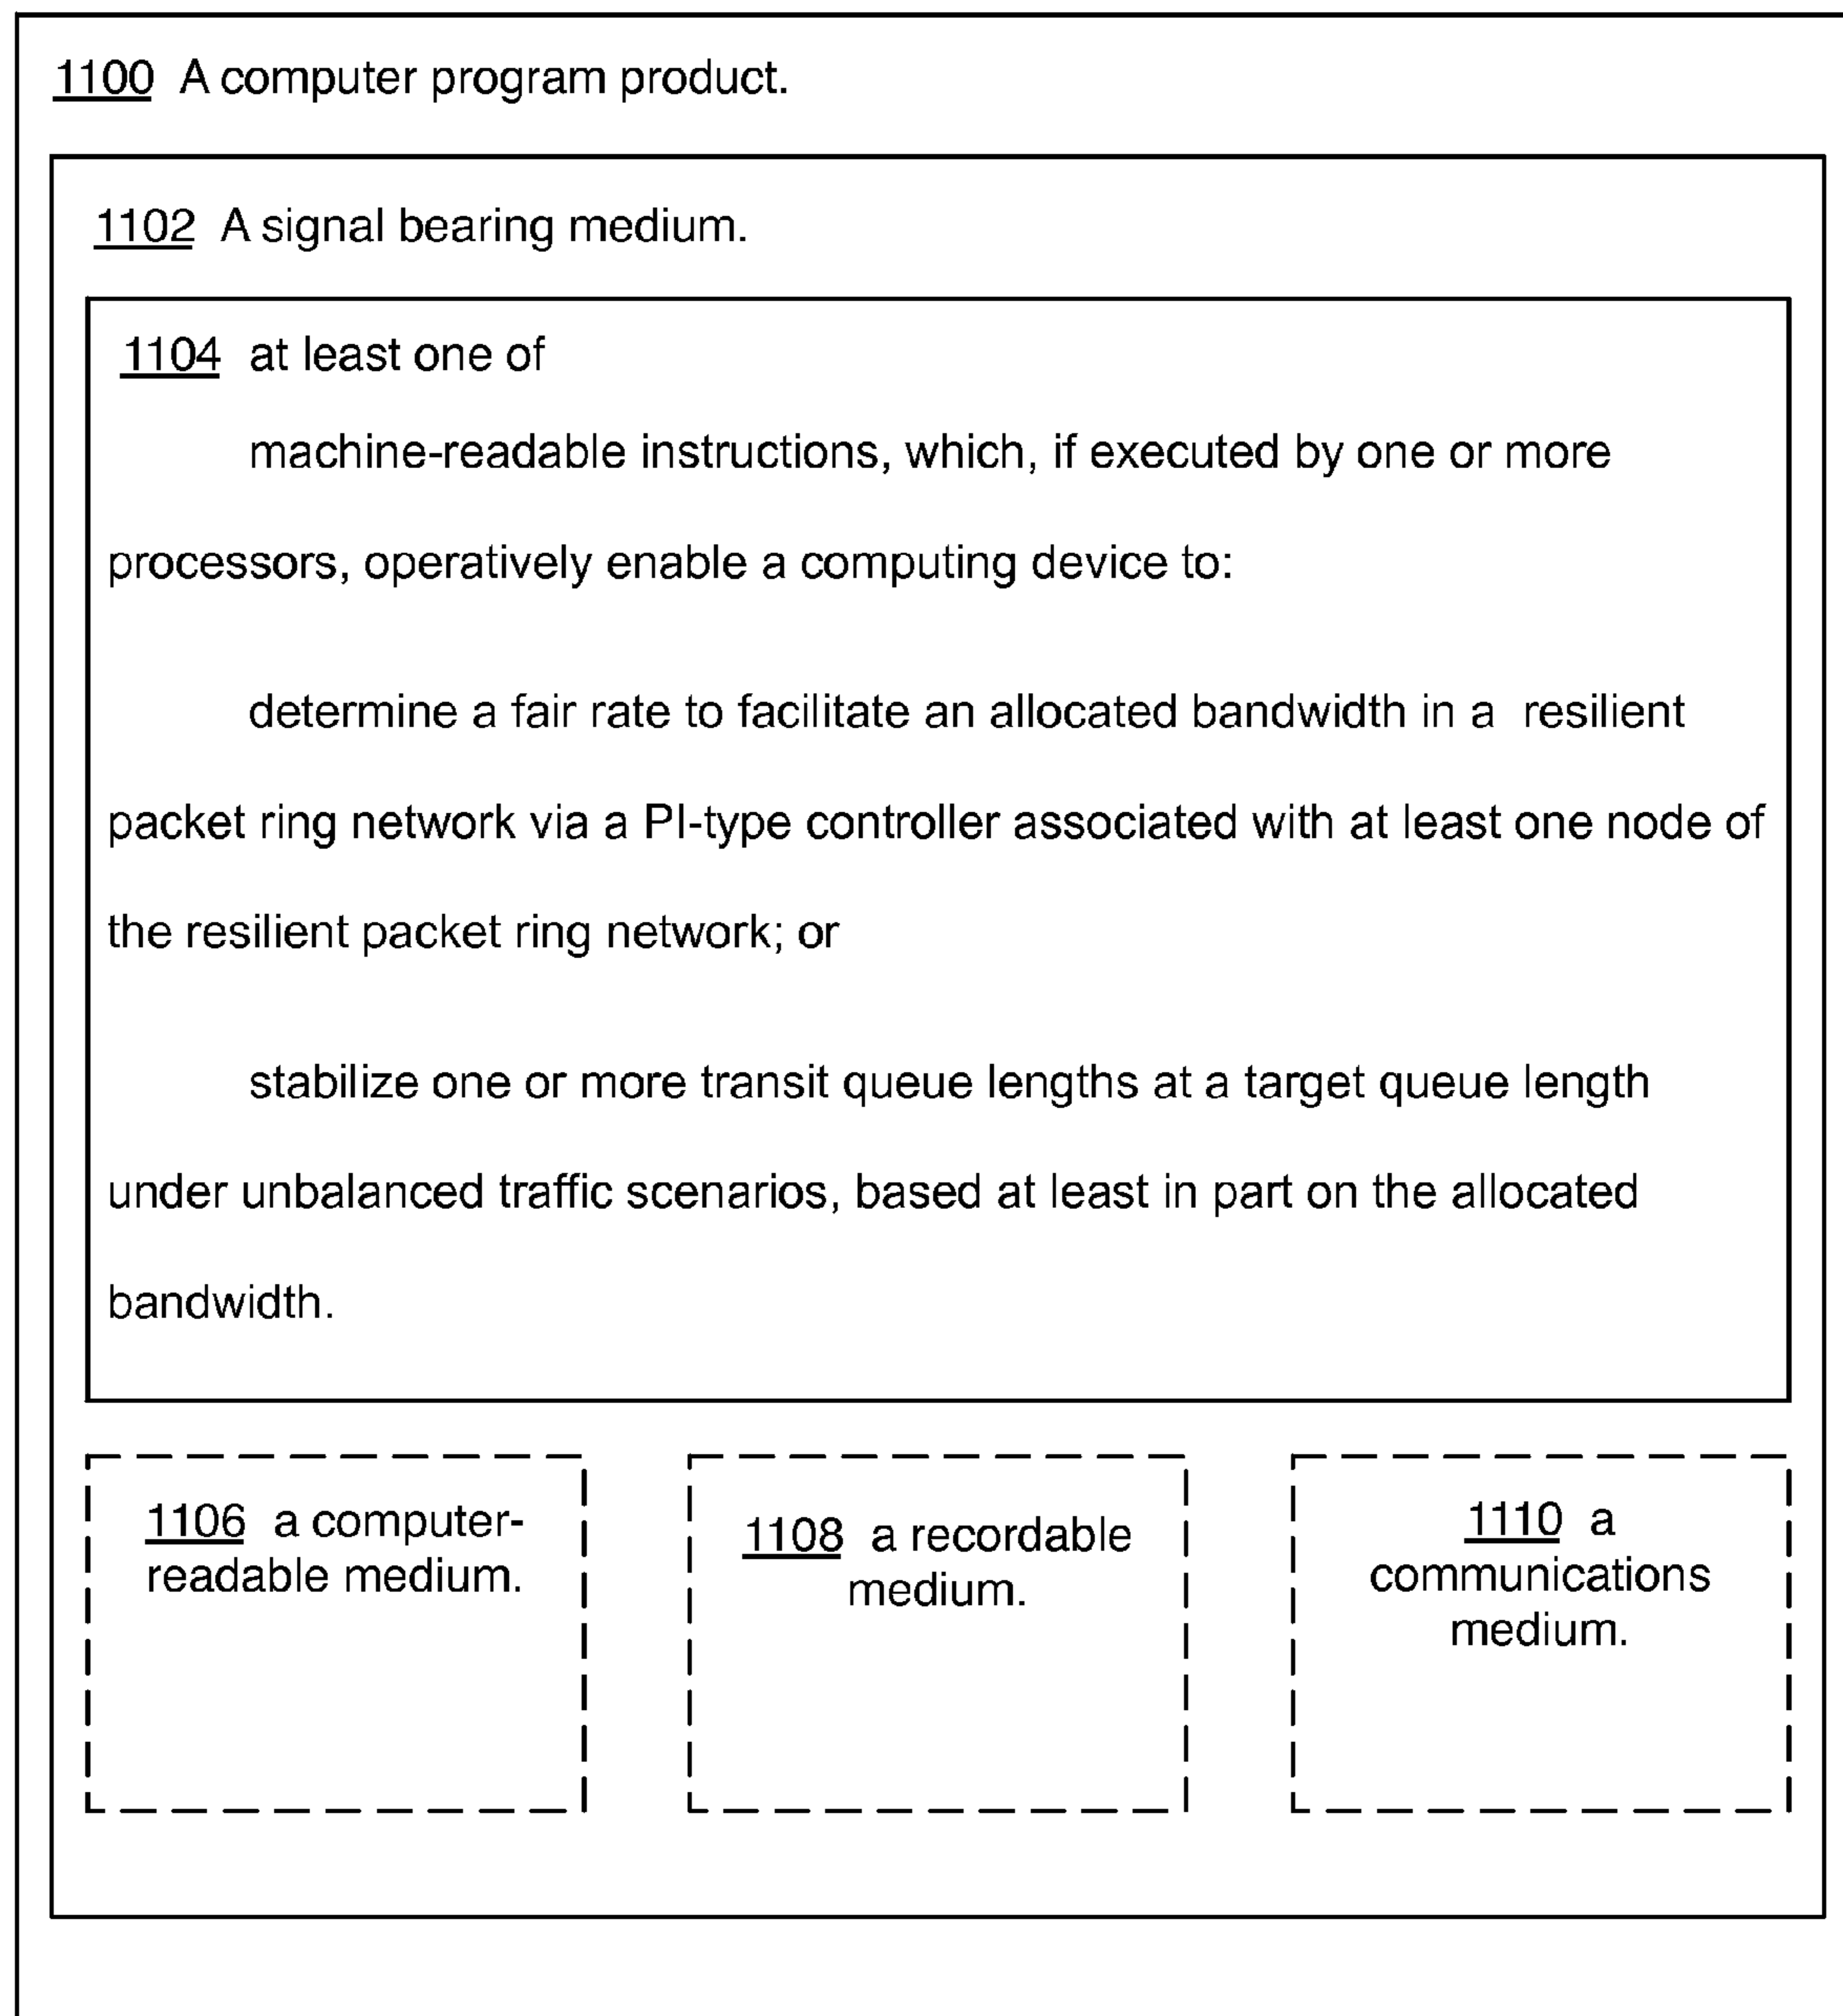 1100 A computer program product.
1102 A signal bearing medium.
1104 at least one of
machine-readable instructions, which, if executed by one or more
processors, operatively enable a computing device to:
determine a fair rate to facilitate an allocated bandwidth in a resilient
packet ring network via a PI-type controller associated with at least one node of
the resilient packet ring network; or
stabilize one or more transit queue lengths at a target queue length
under unbalanced traffic scenarios, based at least in part on the allocated
bandwidth.
1106 a computer-
readable medium.
1108 a recordable
medium.
1110 a
communications
medium.